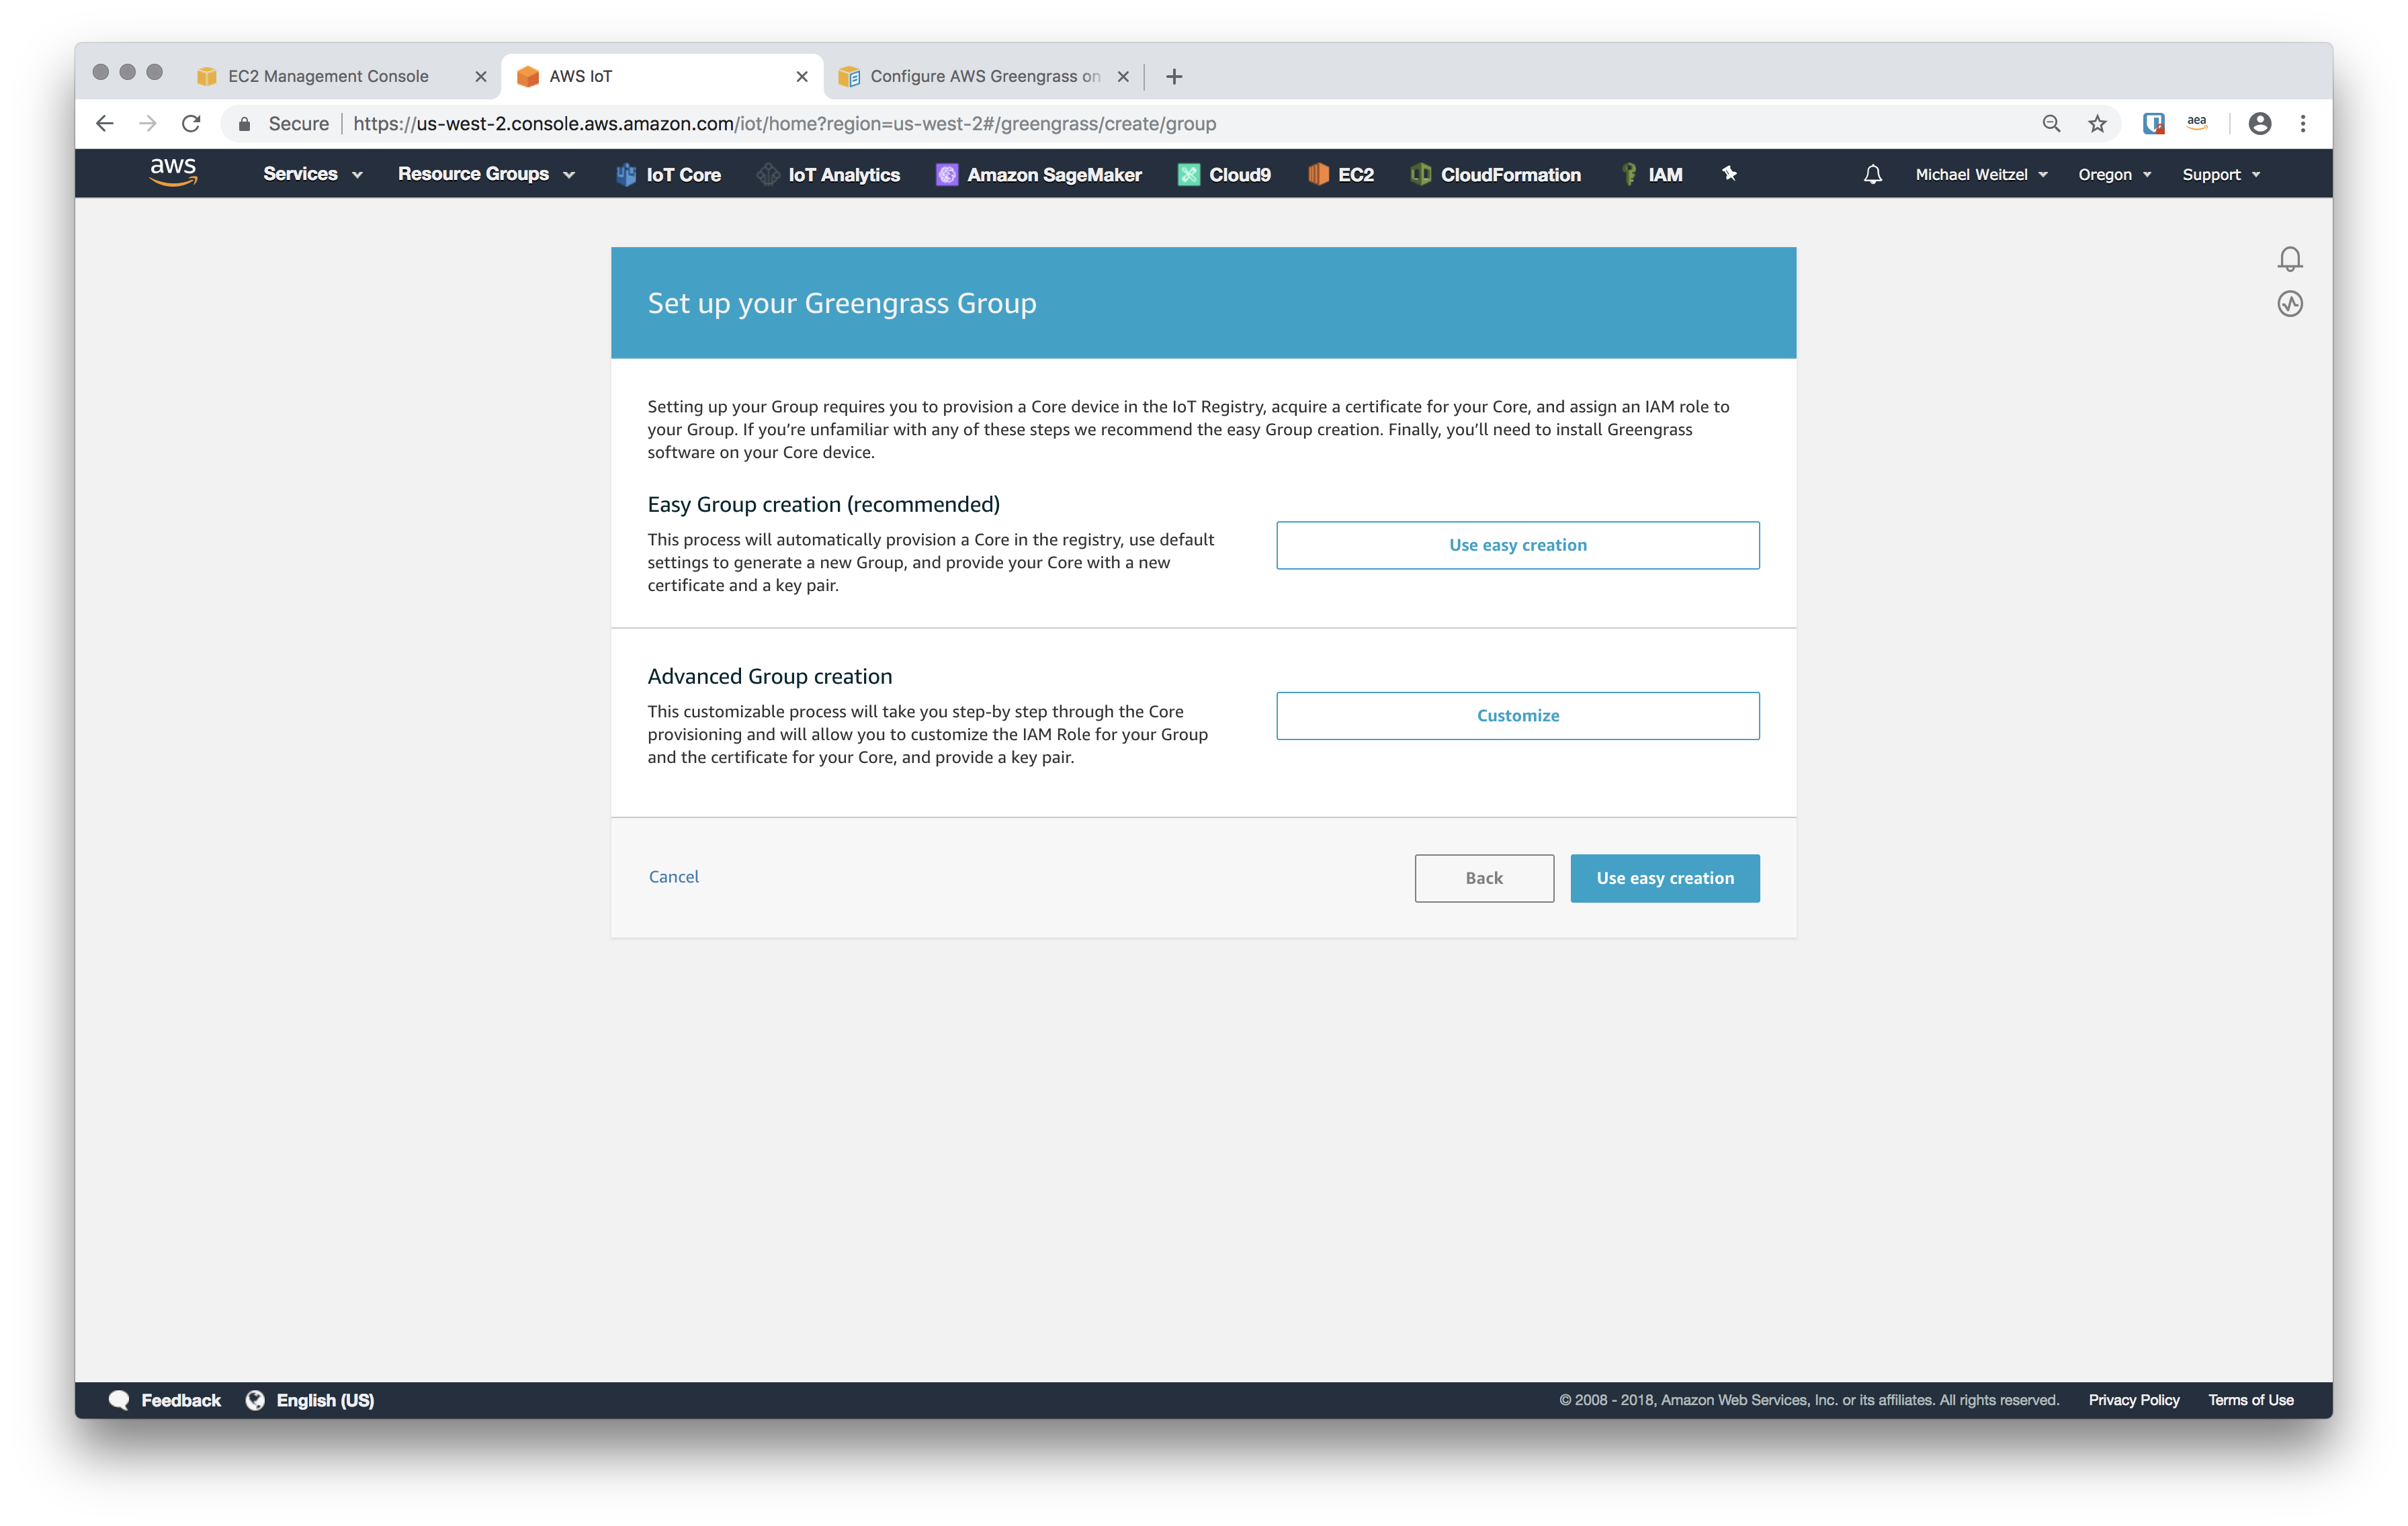 EC2 Management Console
AWS IoT
Configure AWS Greengrass on
Secure
https://us-west-2.console.aws.amazon.com/iot/home?region=us-west-2#/greengrass/create/group
aea
aws
Services
Resource Groups
IoT Core
IoT Analytics
Amazon SageMaker
Cloud9
EC2
CloudFormation
IAM
Michael Weitzel
Oregon
Support
Set up your Greengrass Group
Setting up your Group requires you to provision a Core device in the IoT Registry, acquire a certificate for your Core, and assign an IAM role to
your Group. If you’re unfamiliar with any of these steps we recommend the easy Group creation. Finally, you’ll need to install Greengrass
software on your Core device.
Easy Group creation (recommended)
This process will automatically provision a Core in the registry, use default
settings to generate a new Group, and provide your Core with a new
certificate and a key pair.
Use easy creation
Advanced Group creation
This customizable process will take you step-by step through the Core
provisioning and will allow you to customize the IAM Role for your Group
and the certificate for your Core, and provide a key pair.
Customize
Cancel
Back
Use easy creation
Feedback
English (US)
© 2008 - 2018, Amazon Web Services, Inc. or its affiliates. All rights reserved.
Privacy Policy
Terms of Use